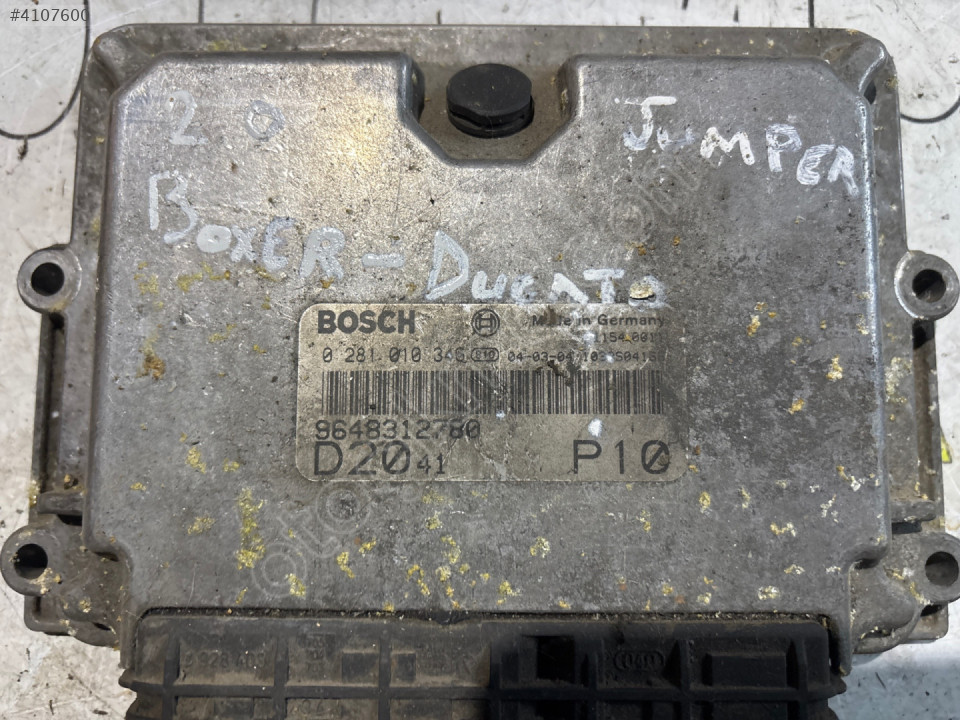 #4107600
2 0
JUMPER
BOXER - DUCATO
BOSCH
Made in Germany
0 281 010 346
9648312780
D20 41
P10